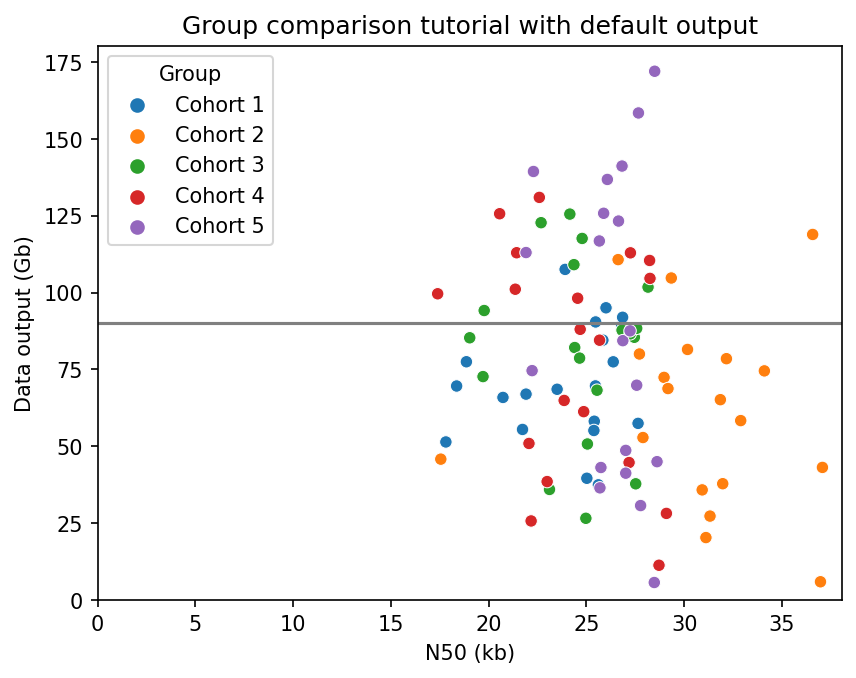 Group comparison tutorial with default output
Group
Cohort 1
Cohort 2
Cohort 3
Cohort 4
Cohort 5
175
150
125
100
75
50
25
0
Data output (Gb)
0 5 10 15 20 25 30 35
N50 (kb)